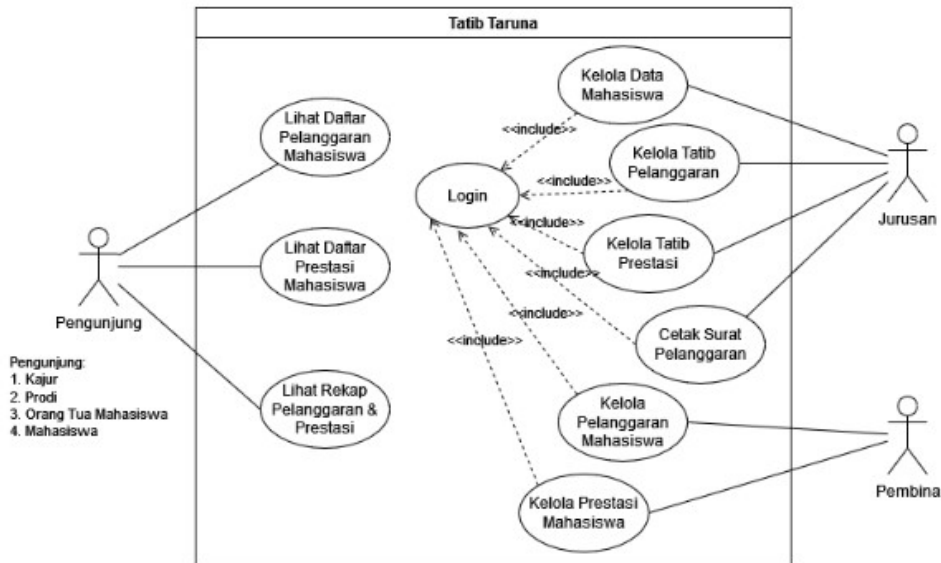 Tatib Taruna
Kelola Data
Mahasiswa
Lihat Daftar
Pelanggaran
Mahasiswa
<<include>>
Kelola Tatib
Pelanggaran
<<include>>
Login
Jurusan
<<include>>
Lihat Daftar
Prestasi
Mahasiswa
Kelola Tatib
Prestasi
<<include>>
Pengunjung
<<include>>
Cetak Surat
Pelanggaran
<<include>>
Pengunjung:
1. Kajur
2. Prodi
3. Orang Tua Mahasiswa
4. Mahasiswa
Lihat Rekap
Pelanggaran &
Prestasi
Kelola
Pelanggaran
Mahasiswa
Pembina
Kelola Prestasi
Mahasiswa